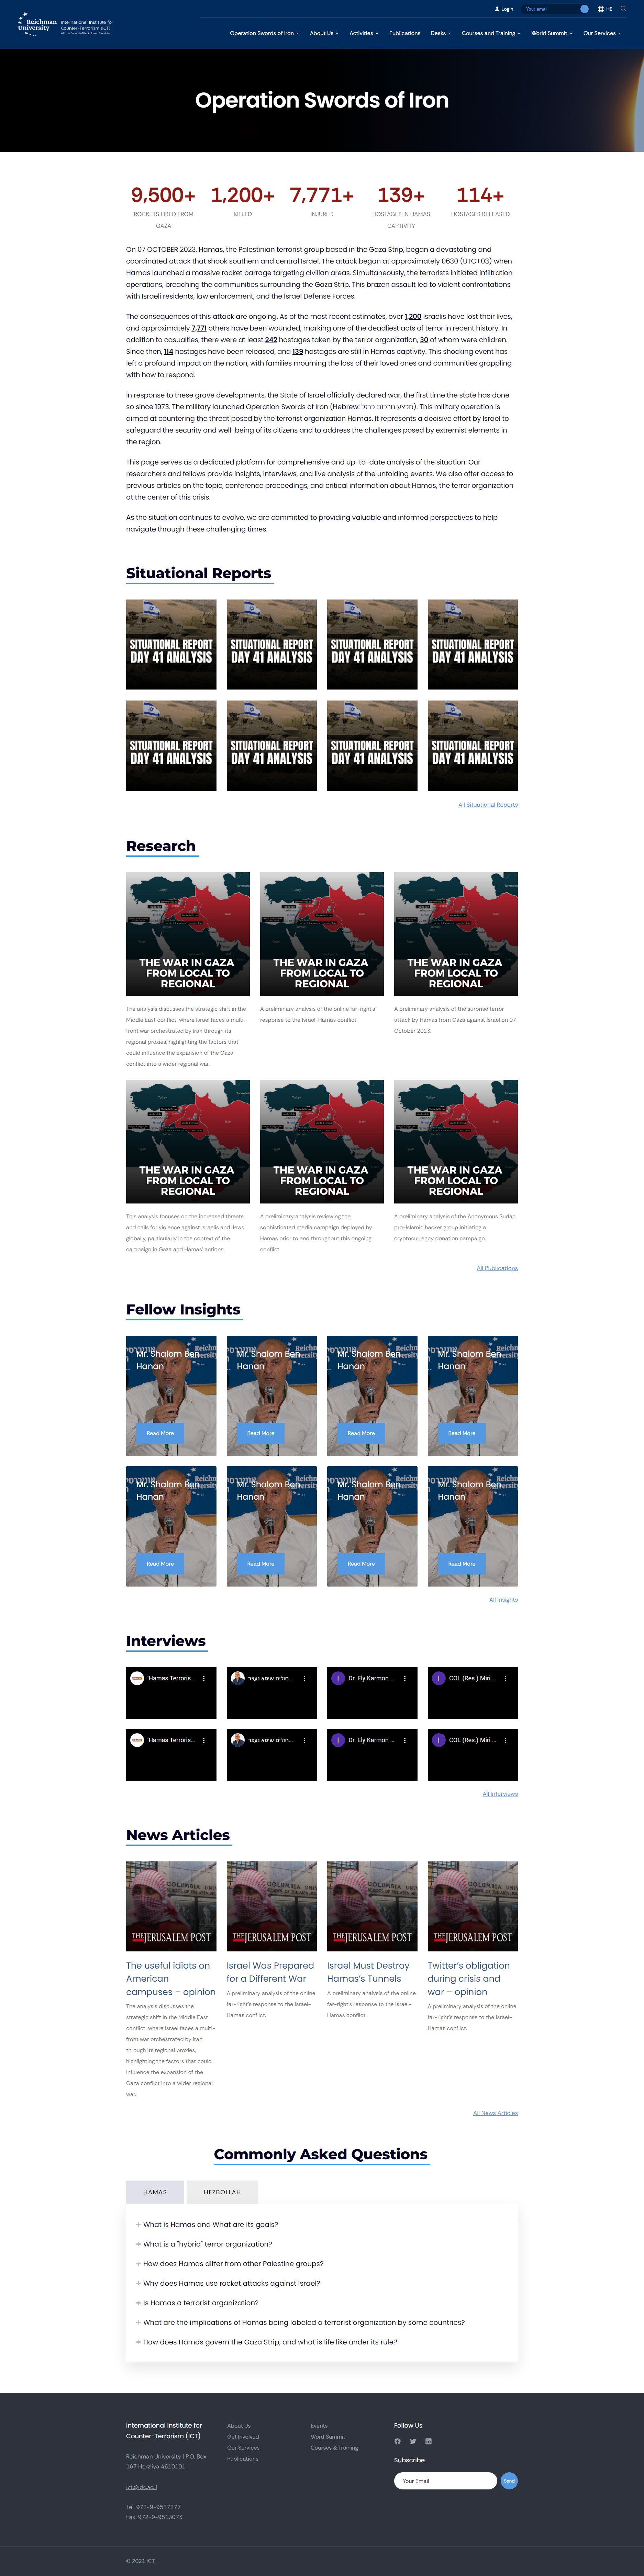 Reichman
University
International Institute for
Counter-Terrorism (ICT)
Login
Your email
HE
Operation Swords of Iron
About Us
Activities
Publications
Desks
Courses and Training
World Summit
Our Services
Operation Swords of Iron
9,500+
1,200+
7,771+
139+
114+
ROCKETS FIRED FROM
GAZA
KILLED
INJURED
HOSTAGES IN HAMAS
CAPTIVITY
HOSTAGES RELEASED
On 07 OCTOBER 2023, Hamas, the Palestinian terrorist group based in the Gaza Strip, began a devastating and
coordinated attack that shook southern and central Israel. The attack began at approximately 0630 (UTC+03) when
Hamas launched a massive rocket barrage targeting civilian areas. Simultaneously, the terrorists initiated infiltration
operations, breaching the communities surrounding the Gaza Strip. This brazen assault led to violent confrontations
with Israeli residents, law enforcement, and the Israel Defense Forces.
The consequences of this attack are ongoing. As of the most recent estimates, over 1,200 Israelis have lost their lives,
and approximately 7,771 others have been wounded, marking one of the deadliest acts of terror in recent history. In
addition to casualties, there were at least 242 hostages taken by the terror organization, 30 of whom were children.
Since then, 114 hostages have been released, and 139 hostages are still in Hamas captivity. This shocking event has
left a profound impact on the nation, with families mourning the loss of their loved ones and communities grappling
with how to respond.
In response to these grave developments, the State of Israel officially declared war, the first time the state has done
so since 1973. The military launched Operation Swords of Iron (Hebrew: מבצע חרבות ברזל). This military operation is
aimed at countering the threat posed by the terrorist organization Hamas. It represents a decisive effort by Israel to
safeguard the security and well-being of its citizens and to address the challenges posed by extremist elements in
the region.
This page serves as a dedicated platform for comprehensive and up-to-date analysis of the situation. Our
researchers and fellows provide insights, interviews, and live analysis of the unfolding events. We also offer access to
previous articles on the topic, conference proceedings, and critical information about Hamas, the terror organization
at the center of this crisis.
As the situation continues to evolve, we are committed to providing valuable and informed perspectives to help
navigate through these challenging times.
Situational Reports
SITUATIONAL REPORT
DAY 41 ANALYSIS
SITUATIONAL REPORT
DAY 41 ANALYSIS
SITUATIONAL REPORT
DAY 41 ANALYSIS
SITUATIONAL REPORT
DAY 41 ANALYSIS
SITUATIONAL REPORT
DAY 41 ANALYSIS
SITUATIONAL REPORT
DAY 41 ANALYSIS
SITUATIONAL REPORT
DAY 41 ANALYSIS
SITUATIONAL REPORT
DAY 41 ANALYSIS
All Situational Reports
Research
THE WAR IN GAZA
FROM LOCAL TO
REGIONAL
THE WAR IN GAZA
FROM LOCAL TO
REGIONAL
THE WAR IN GAZA
FROM LOCAL TO
REGIONAL
The analysis discusses the strategic shift in the
Middle East conflict, where Israel faces a multi-
front war orchestrated by Iran through its
regional proxies, highlighting the factors that
could influence the expansion of the Gaza
conflict into a wider regional war.
A preliminary analysis of the online far-right's
response to the Israel-Hamas conflict.
A preliminary analysis of the surprise terror
attack by Hamas from Gaza against Israel on 07
October 2023.
THE WAR IN GAZA
FROM LOCAL TO
REGIONAL
THE WAR IN GAZA
FROM LOCAL TO
REGIONAL
THE WAR IN GAZA
FROM LOCAL TO
REGIONAL
This analysis focuses on the increased threats
and calls for violence against Israelis and Jews
globally, particularly in the context of the
campaign in Gaza and Hamas' actions.
A preliminary analysis reviewing the
sophisticated media campaign deployed by
Hamas prior to and throughout this ongoing
conflict.
A preliminary analysis of the Anonymous Sudan
pro-Islamic hacker group initiating a
cryptocurrency donation campaign.
All Publications
Fellow Insights
Mr. Shalom Ben
Hanan
Read More
Mr. Shalom Ben
Hanan
Read More
Mr. Shalom Ben
Hanan
Read More
Mr. Shalom Ben
Hanan
Read More
Mr. Shalom Ben
Hanan
Read More
Mr. Shalom Ben
Hanan
Read More
Mr. Shalom Ben
Hanan
Read More
Mr. Shalom Ben
Hanan
Read More
All Insights
Interviews
"Hamas Terroris...
חולים שיפא נעצר...
I
Dr. Ely Karmon ...
I
COL (Res.) Miri ...
"Hamas Terroris...
חולים שיפא נעצר...
I
Dr. Ely Karmon ...
I
COL (Res.) Miri ...
All Interviews
News Articles
THE JERUSALEM POST
THE JERUSALEM POST
THE JERUSALEM POST
THE JERUSALEM POST
The useful idiots on
American
campuses – opinion
The analysis discusses the
strategic shift in the Middle East
conflict, where Israel faces a multi-
front war orchestrated by Iran
through its regional proxies,
highlighting the factors that could
influence the expansion of the
Gaza conflict into a wider regional
war.
Israel Was Prepared
for a Different War
A preliminary analysis of the online
far-right's response to the Israel-
Hamas conflict.
Israel Must Destroy
Hamas's Tunnels
A preliminary analysis of the online
far-right's response to the Israel-
Hamas conflict.
Twitter's obligation
during crisis and
war – opinion
A preliminary analysis of the online
far-right's response to the Israel-
Hamas conflict.
All News Articles
Commonly Asked Questions
HAMAS
HEZBOLLAH
+ What is Hamas and What are its goals?
+ What is a "hybrid" terror organization?
+ How does Hamas differ from other Palestine groups?
+ Why does Hamas use rocket attacks against Israel?
+ Is Hamas a terrorist organization?
+ What are the implications of Hamas being labeled a terrorist organization by some countries?
+ How does Hamas govern the Gaza Strip, and what is life like under its rule?
International Institute for
Counter-Terrorism (ICT)
Reichman University | P.O. Box
167 Herzliya 4610101
ict@idc.ac.il
Tel: 972-9-9527277
Fax. 972-9-9513073
About Us
Get Involved
Our Services
Publications
Events
Word Summit
Courses & Training
Follow Us
Subscribe
Your Email
Send
© 2021 ICT.